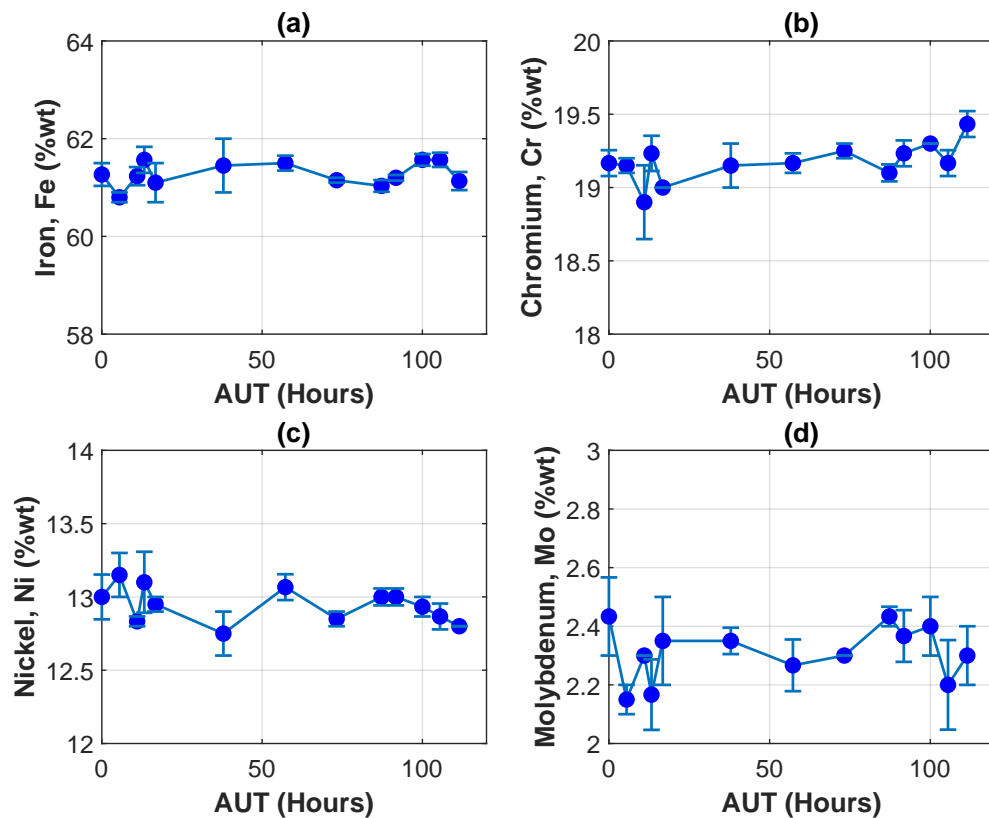 (a)
64
62
60
58
Iron, Fe (%wt)
0
50
100
AUT (Hours)
(b)
20
19.5
19
18.5
18
Chromium, Cr (%wt)
0
50
100
AUT (Hours)
(c)
14
13.5
13
12.5
12
Nickel, Ni (%wt)
0
50
100
AUT (Hours)
(d)
3
2.8
2.6
2.4
2.2
2
Molybdenum, Mo (%wt)
0
50
100
AUT (Hours)